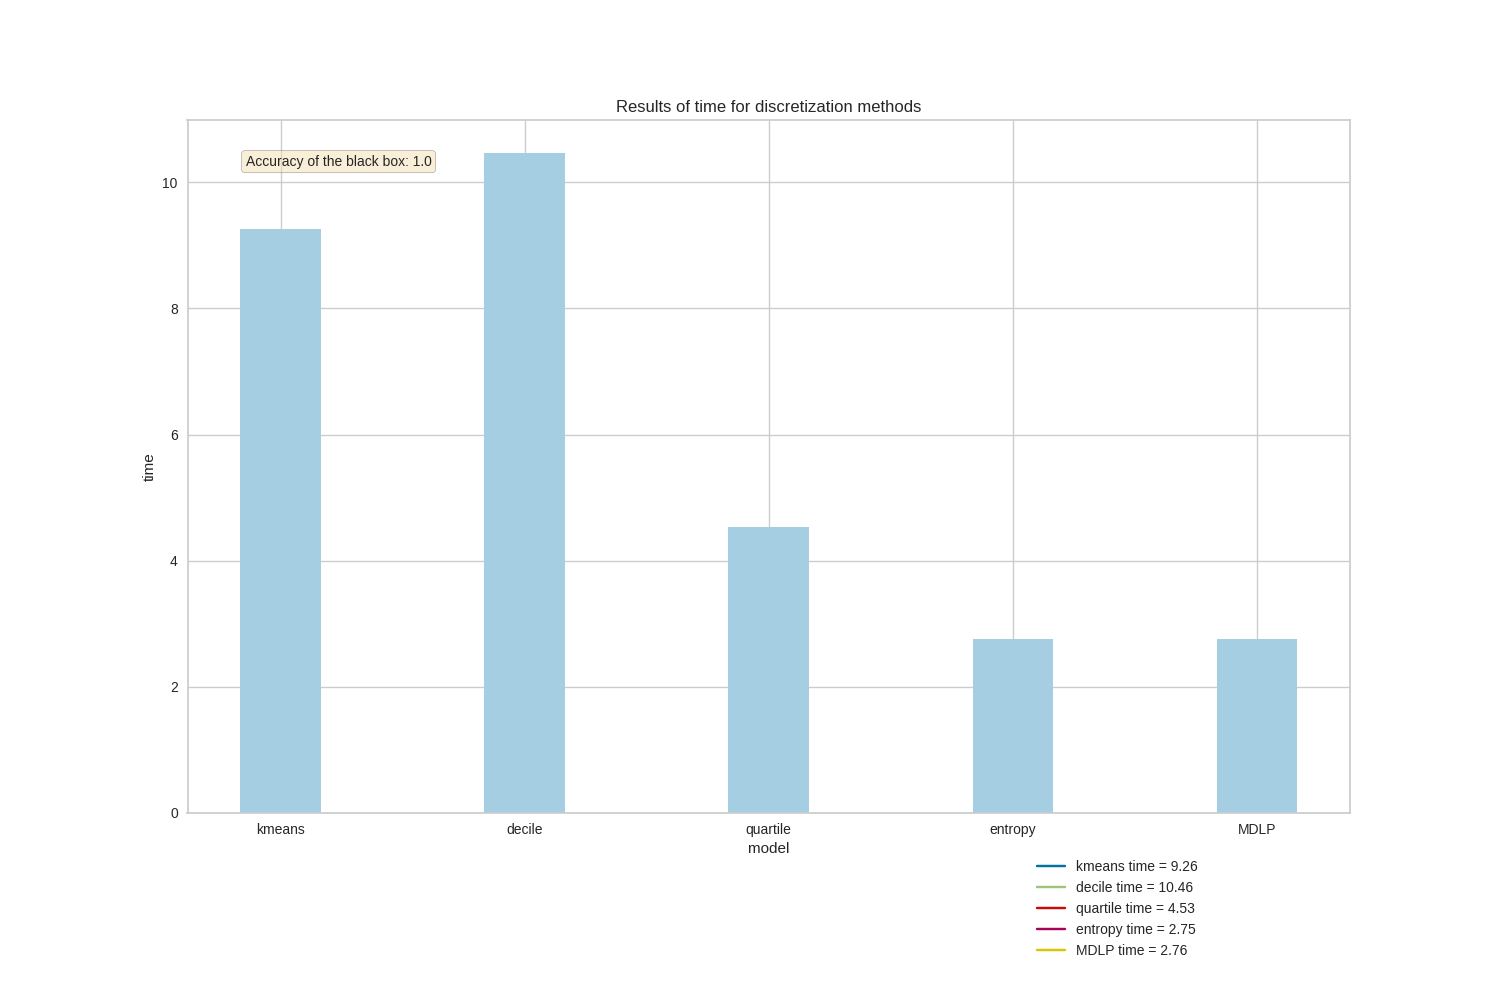 Results of time for discretization methods
Accuracy of the black box: 1.0
10
8
6
4
2
0
time
kmeans
decile
quartile
entropy
MDLP
model
kmeans time = 9.26
decile time = 10.46
quartile time = 4.53
entropy time = 2.75
MDLP time = 2.76